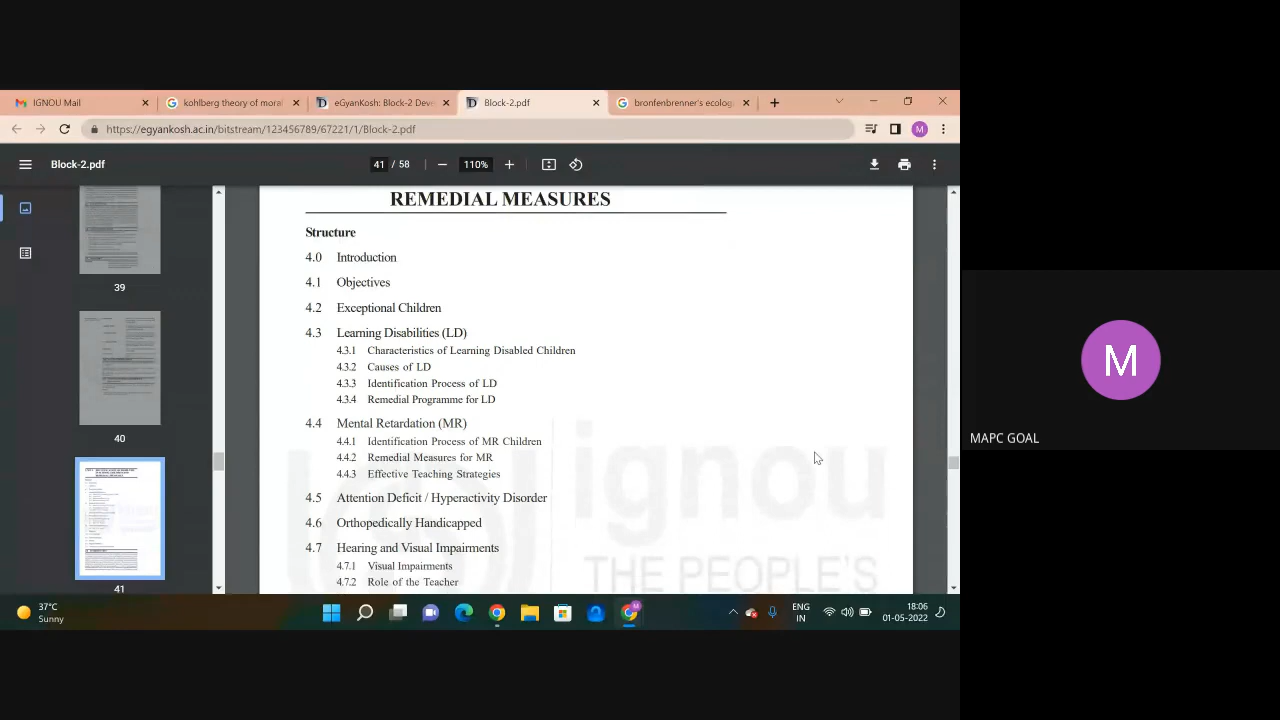 IGNOU Mail
kohlberg theory of mora
eGyanKosh: Block-2 Deve
Block-2.pdf
bronfenbrenner's ecolog
https://egyankosh.ac.in/bitstream/123456789/67221/1/Block-2.pdf
M
Block-2.pdf
41 / 58
110%
39
40
41
REMEDIAL MEASURES
Structure
4.0 Introduction
4.1 Objectives
4.2 Exceptional Children
4.3 Learning Disabilities (LD)
4.3.1 Characteristics of Learning Disabled Children
4.3.2 Causes of LD
4.3.3 Identification Process of LD
4.3.4 Remedial Programme for LD
4.4 Mental Retardation (MR)
4.4.1 Identification Process of MR Children
4.4.2 Remedial Measures for MR
4.4.3 Effective Teaching Strategies
4.5 Attention Deficit / Hyperactivity Disorder
4.6 Orthopedically Handicapped
4.7 Hearing and Visual Impairments
4.7.1 Visual Impairments
4.7.2 Role of the Teacher
ignou
THE PEOPLE'S
37°C
Sunny
ENG
IN
18:06
01-05-2022
M
MAPC GOAL